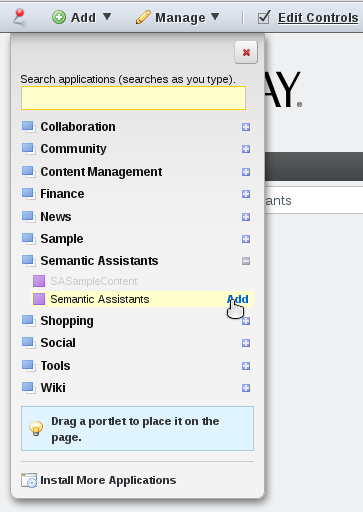 Add
Manage
Edit Controls
Search applications (searches as you type).
AY
Collaboration
Community
Content Management
Finance
News
ants
Sample
Semantic Assistants
SASampleContent
Semantic Assistants Add
Shopping
Social
Tools
Wiki
Drag a portlet to place it on the
page.
Install More Applications